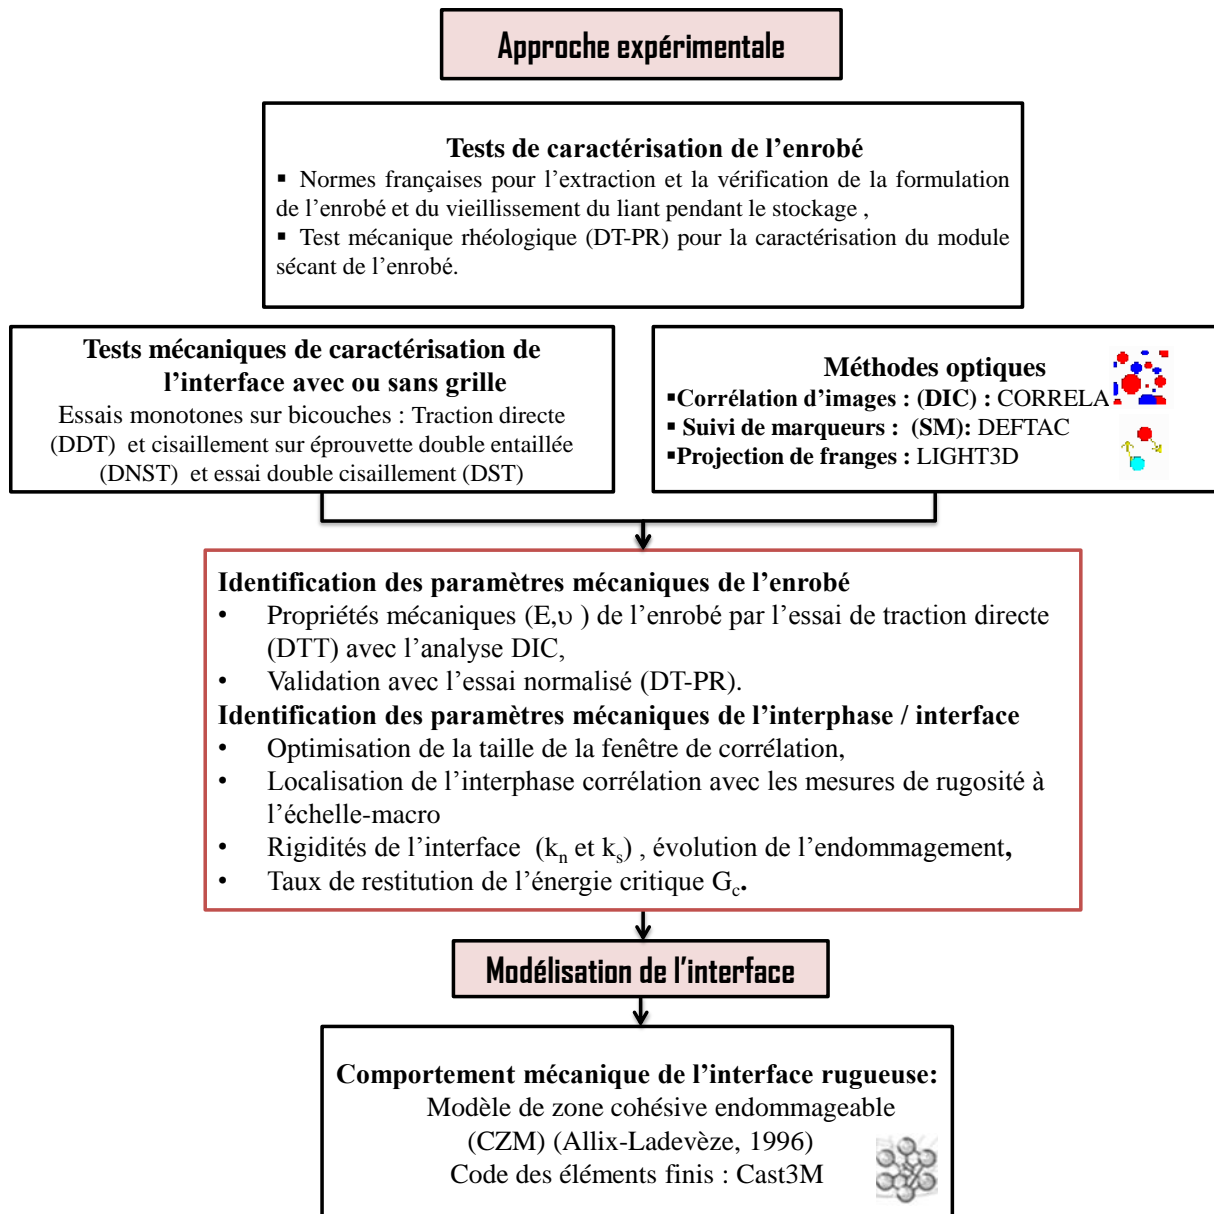 Approche expérimentale
Tests de caractérisation de l’enrobé
▪ Normes françaises pour l’extraction et la vérification de la formulation
de l’enrobé et du vieillissement du liant pendant le stockage ,
▪ Test mécanique rhéologique (DT-PR) pour la caractérisation du module
sécant de l’enrobé.
Tests mécaniques de caractérisation de
l’interface avec ou sans grille
Essais monotones sur bicouches : Traction directe
(DDT) et cisaillement sur éprouvette double entaillée
(DNST) et essai double cisaillement (DST)
Méthodes optiques
▪Corrélation d’images : (DIC) : CORRELA
▪ Suivi de marqueurs : (SM): DEFTAC
▪Projection de franges : LIGHT3D
Identification des paramètres mécaniques de l’enrobé
• Propriétés mécaniques (E,υ ) de l’enrobé par l’essai de traction directe
(DTT) avec l’analyse DIC,
• Validation avec l’essai normalisé (DT-PR).
Identification des paramètres mécaniques de l’interphase / interface
• Optimisation de la taille de la fenêtre de corrélation,
• Localisation de l’interphase corrélation avec les mesures de rugosité à
l’échelle-macro
• Rigidités de l’interface (kn et ks) , évolution de l’endommagement,
• Taux de restitution de l’énergie critique Gc.
Modélisation de l’interface
Comportement mécanique de l’interface rugueuse:
Modèle de zone cohésive endommageable
(CZM) (Allix-Ladevèze, 1996)
Code des éléments finis : Cast3M